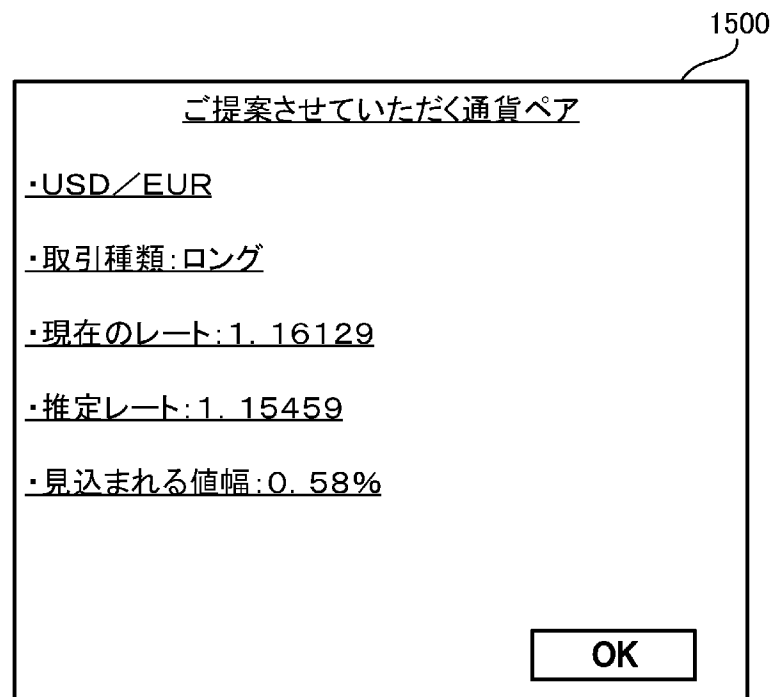 1500
ご提案させていただく通貨ペア
・USD／EUR
・取引種類：ロング
・現在のレート：1．16129
・推定レート：1．15459
・見込まれる値幅：0．58%
OK